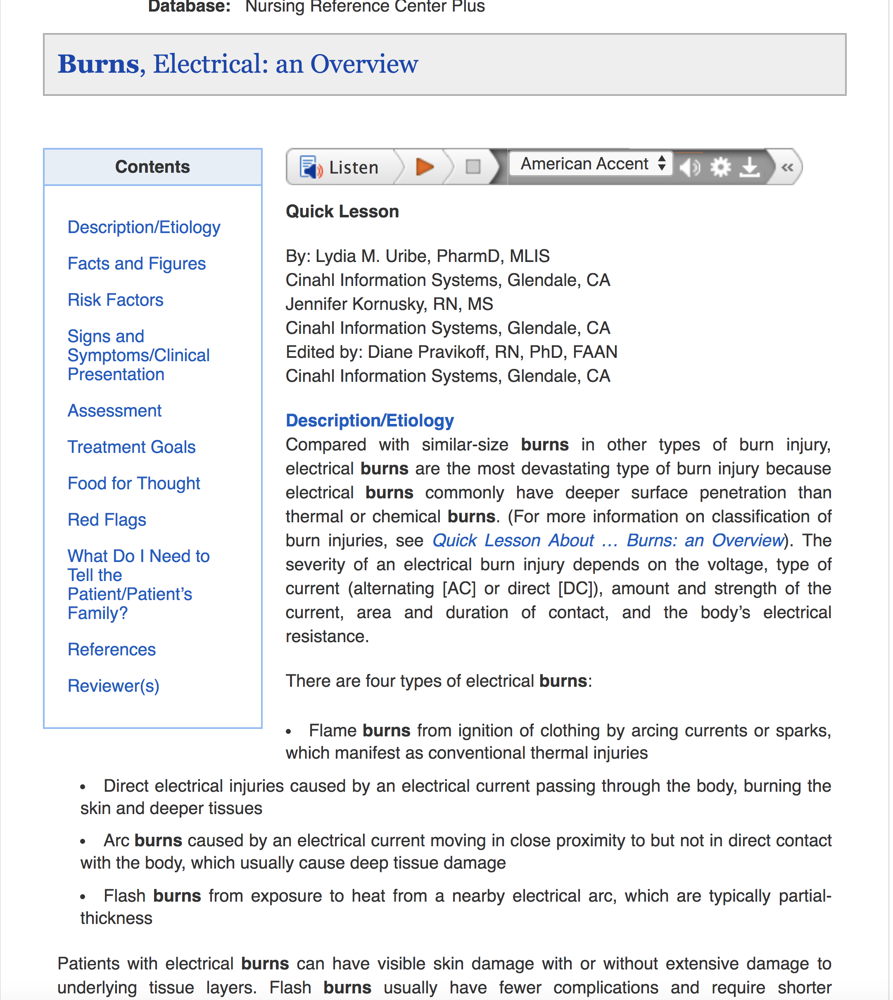 Database: Nursing Reference Center Plus
Burns, Electrical: an Overview
Contents
Description/Etiology
Facts and Figures
Risk Factors
Signs and
Symptoms/Clinical
Presentation
Assessment
Treatment Goals
Food for Thought
Red Flags
What Do I Need to
Tell the
Patient/Patient’s
Family?
References
Reviewer(s)
Listen American Accent «
Quick Lesson
By: Lydia M. Uribe, PharmD, MLIS
Cinahl Information Systems, Glendale, CA
Jennifer Kornusky, RN, MS
Cinahl Information Systems, Glendale, CA
Edited by: Diane Pravikoff, RN, PhD, FAAN
Cinahl Information Systems, Glendale, CA
Description/Etiology
Compared with similar-size burns in other types of burn injury,
electrical burns are the most devastating type of burn injury because
electrical burns commonly have deeper surface penetration than
thermal or chemical burns. (For more information on classification of
burn injuries, see Quick Lesson About … Burns: an Overview). The
severity of an electrical burn injury depends on the voltage, type of
current (alternating [AC] or direct [DC]), amount and strength of the
current, area and duration of contact, and the body’s electrical
resistance.
There are four types of electrical burns:
• Flame burns from ignition of clothing by arcing currents or sparks,
which manifest as conventional thermal injuries
• Direct electrical injuries caused by an electrical current passing through the body, burning the
skin and deeper tissues
• Arc burns caused by an electrical current moving in close proximity to but not in direct contact
with the body, which usually cause deep tissue damage
• Flash burns from exposure to heat from a nearby electrical arc, which are typically partial-
thickness
Patients with electrical burns can have visible skin damage with or without extensive damage to
underlying tissue layers. Flash burns usually have fewer complications and require shorter